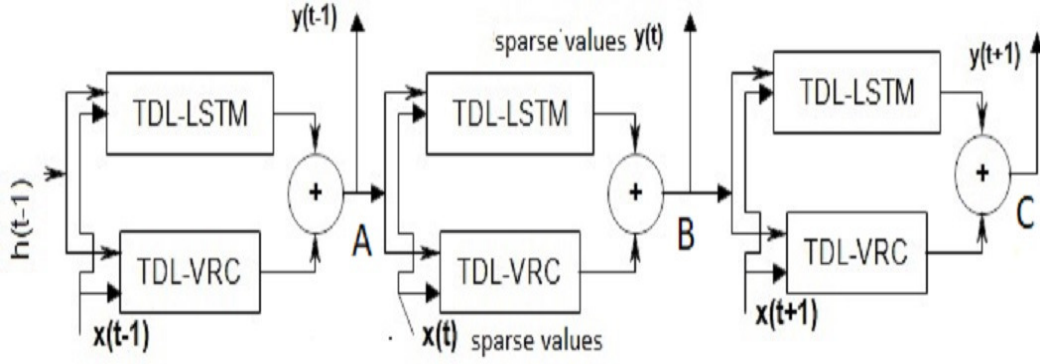 y(t-1)
sparse values y(t)
y(t+1)
TDL-LSTM
TDL-LSTM
TDL-LSTM
+
+
+
h(t-1)
A
B
C
TDL-VRC
TDL-VRC
TDL-VRC
x(t-1)
x(t) sparse values
x(t+1)